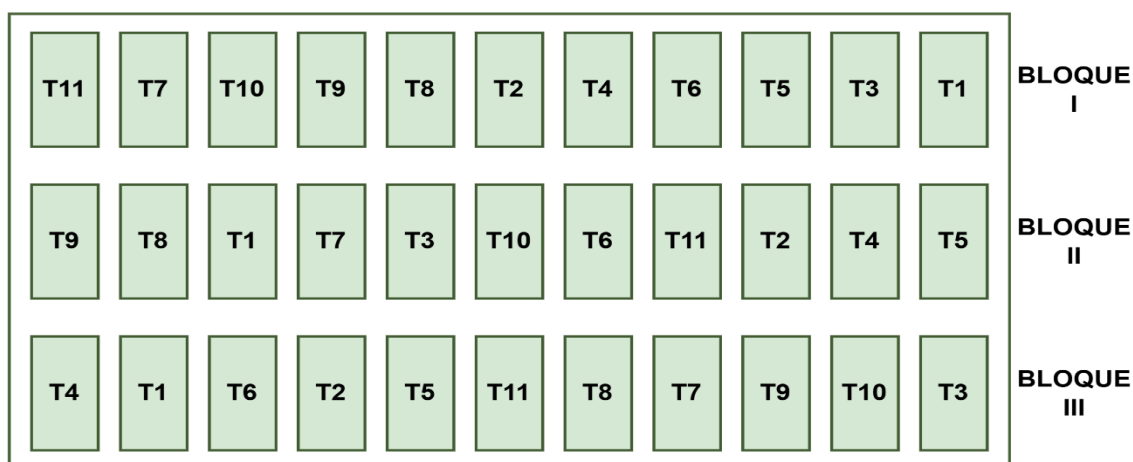 T11 T7 T10 T9 T8 T2 T4 T6 T5 T3 T1 BLOQUE
I
T9 T8 T1 T7 T3 T10 T6 T11 T2 T4 T5 BLOQUE
II
T4 T1 T6 T2 T5 T11 T8 T7 T9 T10 T3 BLOQUE
III